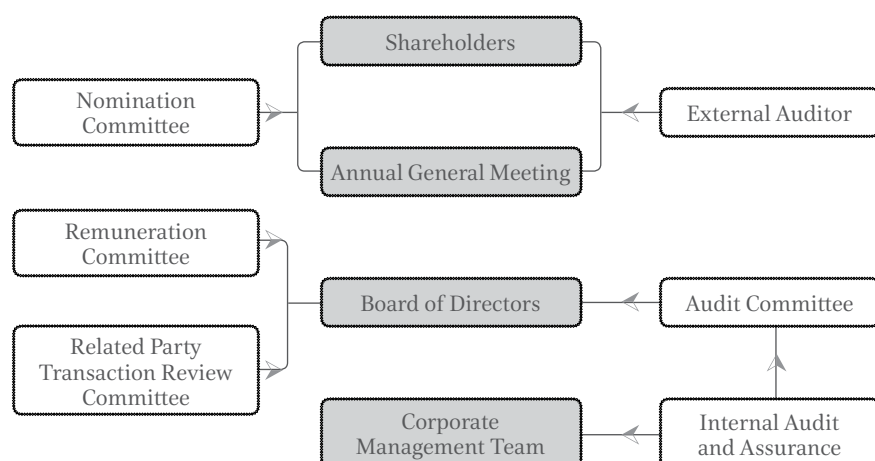 Shareholders
Nomination
Committee
External Auditor
Annual General Meeting
Remuneration
Committee
Board of Directors
Audit Committee
Related Party
Transaction Review
Committee
Corporate
Management Team
Internal Audit
and Assurance